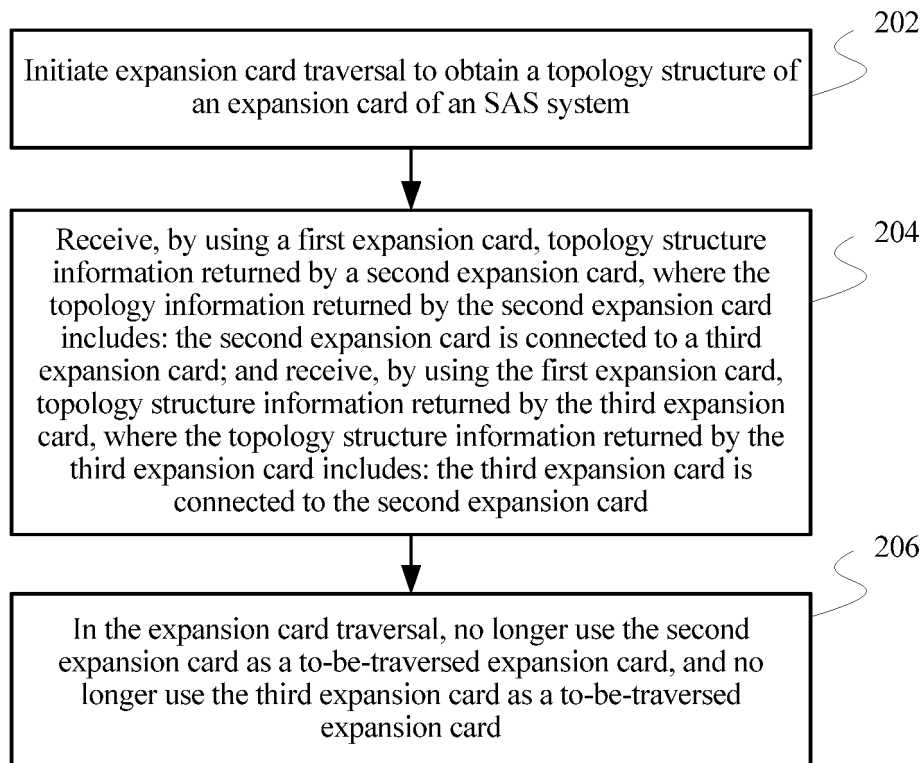 202
Initiate expansion card traversal to obtain a topology structure of
an expansion card of an SAS system
204
Receive, by using a first expansion card, topology structure
information returned by a second expansion card, where the
topology information returned by the second expansion card
includes: the second expansion card is connected to a third
expansion card; and receive, by using the first expansion card,
topology structure information returned by the third expansion
card, where the topology structure information returned by the
third expansion card includes: the third expansion card is
connected to the second expansion card
206
In the expansion card traversal, no longer use the second
expansion card as a to-be-traversed expansion card, and no
longer use the third expansion card as a to-be-traversed
expansion card